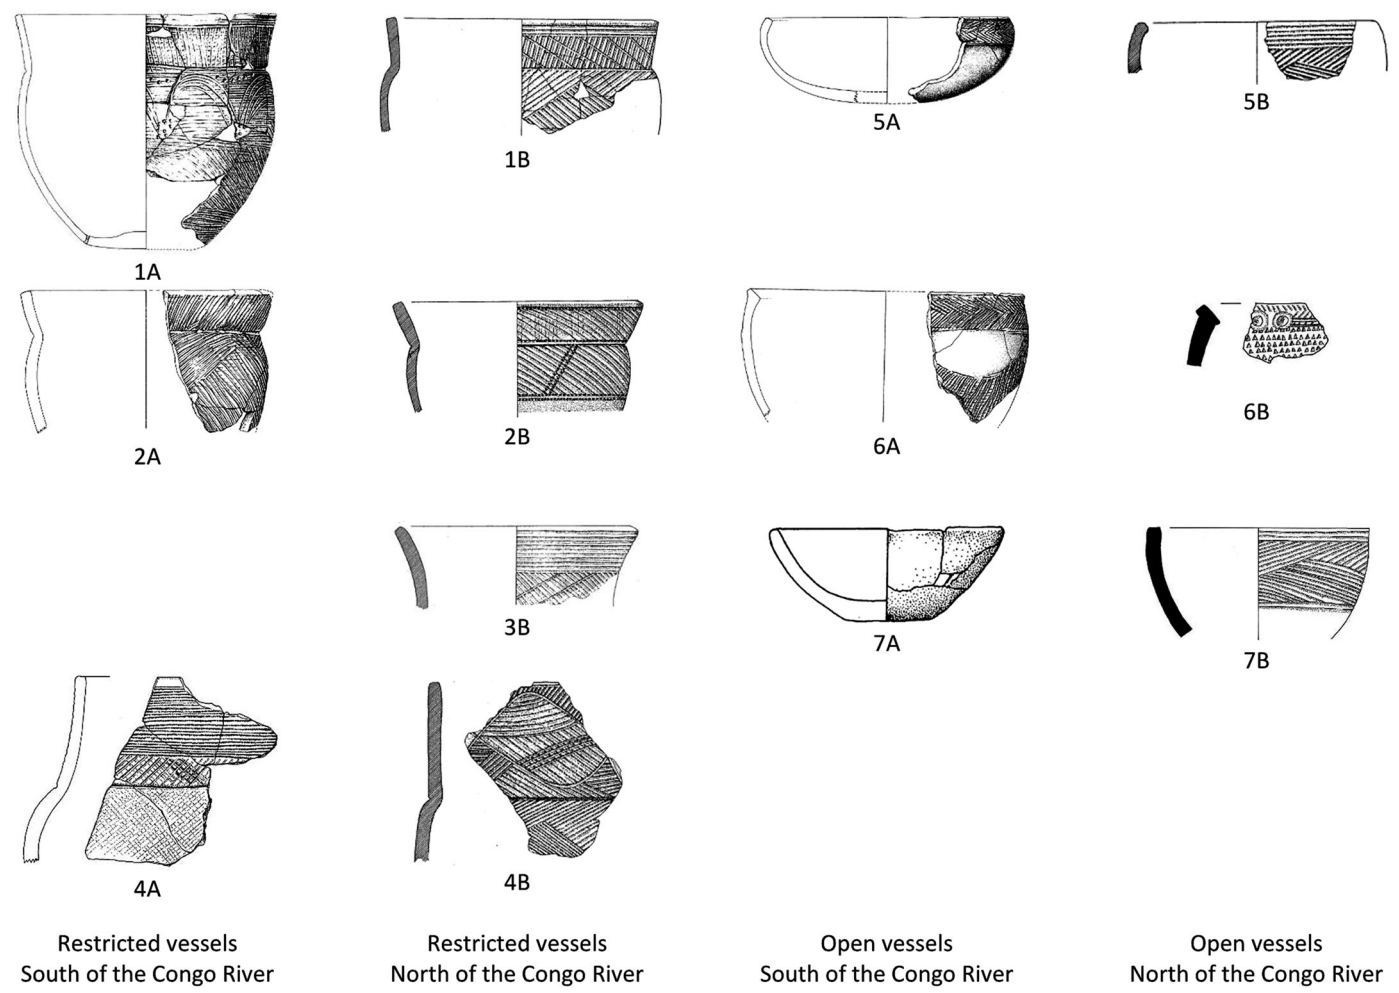 1A
1B
5A
5B
2A
2B
6A
6B
3B
7A
7B
4A
4B
Restricted vessels
South of the Congo River
Restricted vessels
North of the Congo River
Open vessels
South of the Congo River
Open vessels
North of the Congo River